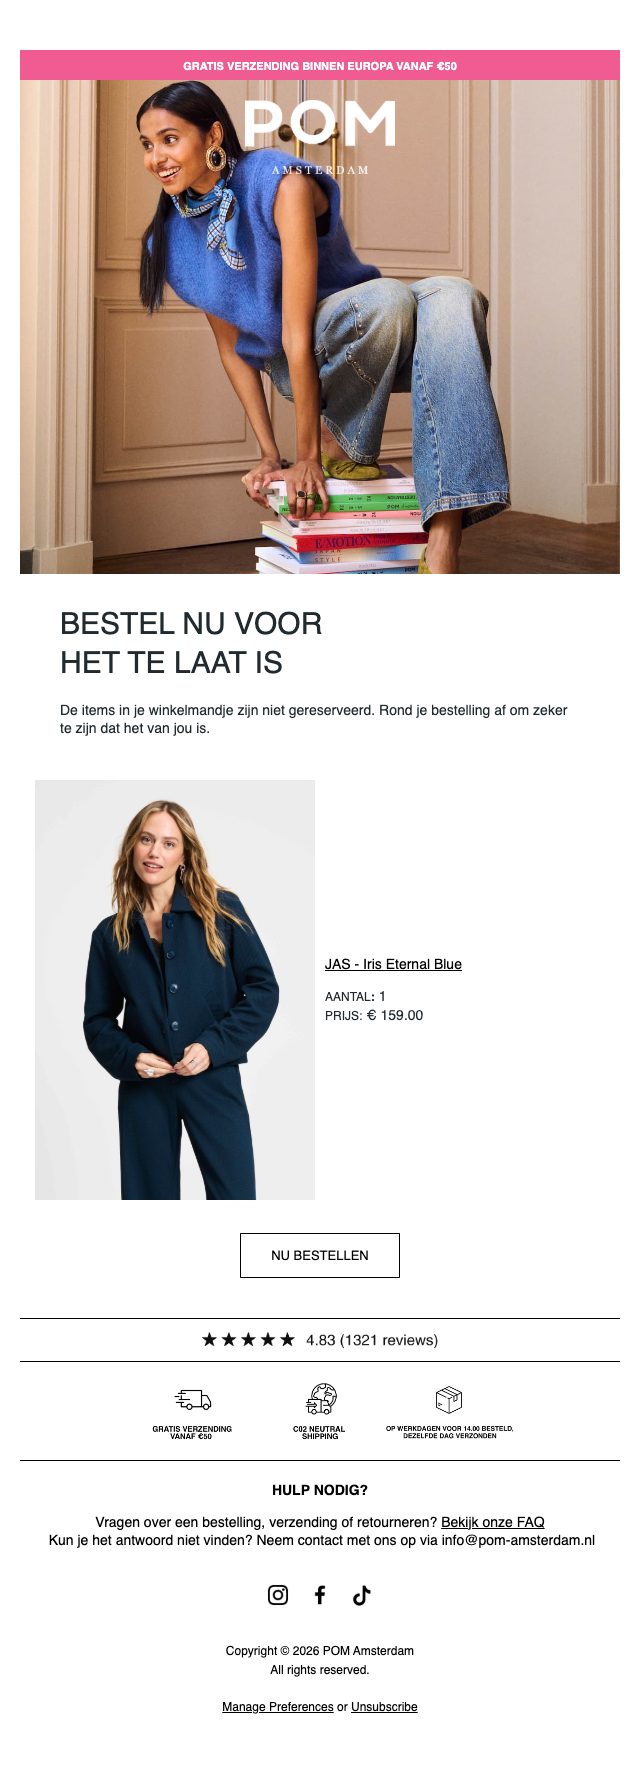 GRATIS VERZENDING BINNEN EUROPA VANAF €50
POM
AMSTERDAM
DESTINATION
E/MOTION
JAPAN
STYLE
BESTEL NU VOOR
HET TE LAAT IS
De items in je winkelmandje zijn niet gereserveerd. Rond je bestelling af om zeker
te zijn dat het van jou is.
JAS - Iris Eternal Blue
AANTAL: 1
PRIJS: € 159.00
NU BESTELLEN
4.83 (1321 reviews)
GRATIS VERZENDING
VANAF €50
C02 NEUTRAL
SHIPPING
OP WERKDAGEN VOOR 14.00 BESTELD,
DEZELFDE DAG VERZONDEN
HULP NODIG?
Vragen over een bestelling, verzending of retourneren? Bekijk onze FAQ
Kun je het antwoord niet vinden? Neem contact met ons op via info@pom-amsterdam.nl
Copyright © 2026 POM Amsterdam
All rights reserved.
Manage Preferences or Unsubscribe